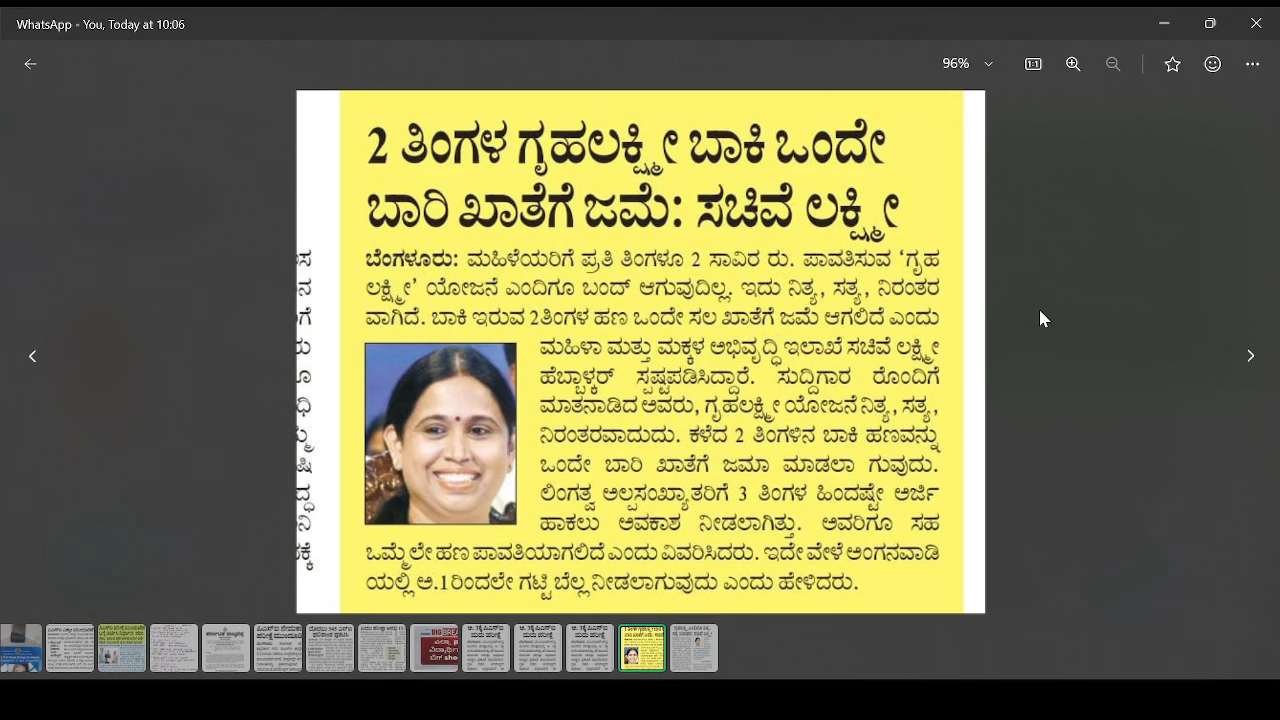 WhatsApp - You, Today at 10:06
96%
1:1
2 ತಿಂಗಳ ಗೃಹಲಕ್ಷ್ಮೀ ಬಾಕಿ ಒಂದೇ
ಬಾರಿ ಖಾತೆಗೆ ಜಮೆ: ಸಚಿವೆ ಲಕ್ಷ್ಮೀ
ಬೆಂಗಳೂರು: ಮಹಿಳೆಯರಿಗೆ ಪ್ರತಿ ತಿಂಗಳೂ 2 ಸಾವಿರ ರು. ಪಾವತಿಸುವ ‘ಗೃಹ
ಲಕ್ಷ್ಮೀ’ ಯೋಜನೆ ಎಂದಿಗೂ ಬಂದ್ ಆಗುವುದಿಲ್ಲ. ಇದು ನಿತ್ಯ, ಸತ್ಯ, ನಿರಂತರ
ವಾಗಿದೆ. ಬಾಕಿ ಇರುವ 2ತಿಂಗಳ ಹಣ ಒಂದೇ ಸಲ ಖಾತೆಗೆ ಜಮೆ ಆಗಲಿದೆ ಎಂದು
ಮಹಿಳಾ ಮತ್ತು ಮಕ್ಕಳ ಅಭಿವೃದ್ಧಿ ಇಲಾಖೆ ಸಚಿವೆ ಲಕ್ಷ್ಮೀ
ಹೆಬ್ಬಾಳ್ಕರ್ ಸ್ಪಷ್ಟಪಡಿಸಿದ್ದಾರೆ. ಸುದ್ದಿಗಾರ ರೊಂದಿಗೆ
ಮಾತನಾಡಿದ ಅವರು, ಗೃಹಲಕ್ಷ್ಮೀ ಯೋಜನೆ ನಿತ್ಯ, ಸತ್ಯ,
ನಿರಂತರವಾದುದು. ಕಳೆದ 2 ತಿಂಗಳಿನ ಬಾಕಿ ಹಣವನ್ನು
ಒಂದೇ ಬಾರಿ ಖಾತೆಗೆ ಜಮಾ ಮಾಡಲಾ ಗುವುದು.
ಲಿಂಗತ್ವ ಅಲ್ಪಸಂಖ್ಯಾತರಿಗೆ 3 ತಿಂಗಳ ಹಿಂದಷ್ಟೇ ಅರ್ಜಿ
ಹಾಕಲು ಅವಕಾಶ ನೀಡಲಾಗಿತ್ತು. ಅವರಿಗೂ ಸಹ
ಒಮ್ಮೆಲೇ ಹಣ ಪಾವತಿಯಾಗಲಿದೆ ಎಂದು ವಿವರಿಸಿದರು. ಇದೇ ವೇಳೆ ಅಂಗನವಾಡಿ
ಯಲ್ಲಿ ಅ.1ರಿಂದಲೇ ಗಟ್ಟಿ ಬೆಲ್ಲ ನೀಡಲಾಗುವುದು ಎಂದು ಹೇಳಿದರು.